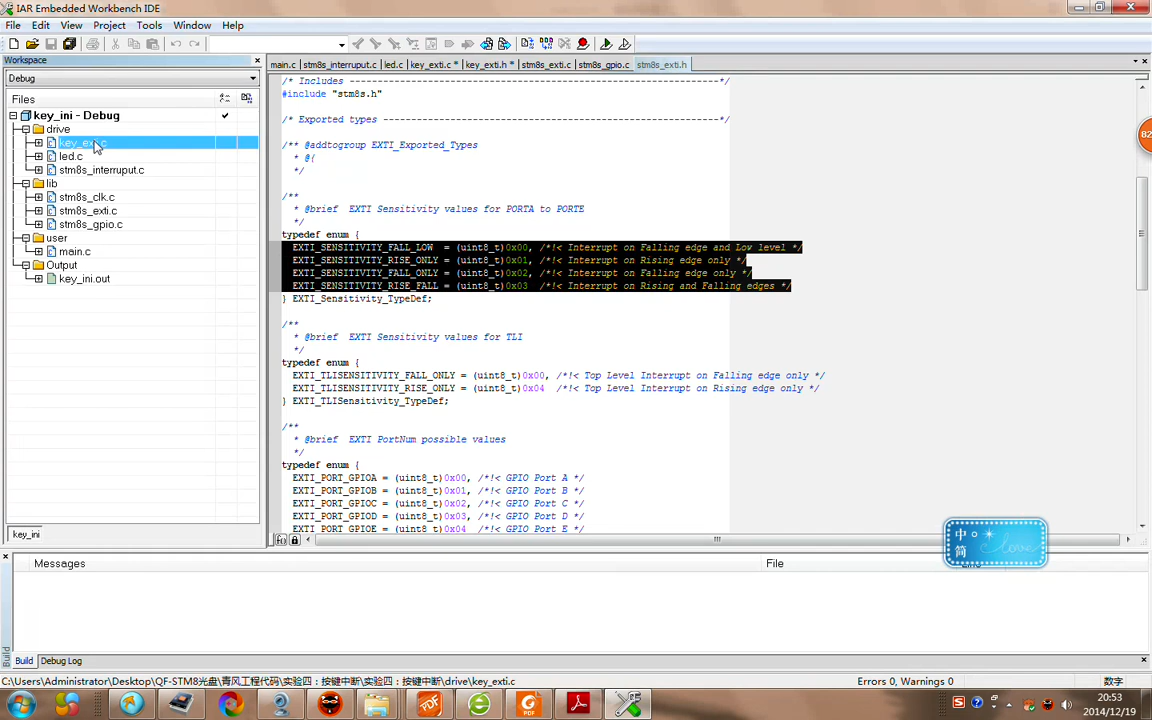 IAR Embedded Workbench IDE
File Edit View Project Tools Window Help
Workspace
main.c stm8s_interruput.c led.c key_exti.c * key_exti.h * stm8s_exti.c stm8s_gpio.c stm8s_exti.h
Debug
Files
key_ini - Debug
drive
led.c
stm8s_interruput.c
lib
stm8s_clk.c
stm8s_exti.c
stm8s_gpio.c
user
main.c
Output
key_ini.out
key_ini
/* Includes ------------------------------------------------------------------*/
#include "stm8s.h"
/* Exported types ------------------------------------------------------------*/
/** @addtogroup EXTI_Exported_Types
* @{
*/
/**
* @brief EXTI Sensitivity values for PORTA to PORTE
*/
typedef enum {
EXTI_SENSITIVITY_FALL_LOW = (uint8_t)0x00, /*!< Interrupt on Falling edge and Low level */
EXTI_SENSITIVITY_RISE_ONLY = (uint8_t)0x01, /*!< Interrupt on Rising edge only */
EXTI_SENSITIVITY_FALL_ONLY = (uint8_t)0x02, /*!< Interrupt on Falling edge only */
EXTI_SENSITIVITY_RISE_FALL = (uint8_t)0x03 /*!< Interrupt on Rising and Falling edges */
} EXTI_Sensitivity_TypeDef;
/**
* @brief EXTI Sensitivity values for TLI
*/
typedef enum {
EXTI_TLISENSITIVITY_FALL_ONLY = (uint8_t)0x00, /*!< Top Level Interrupt on Falling edge only */
EXTI_TLISENSITIVITY_RISE_ONLY = (uint8_t)0x04 /*!< Top Level Interrupt on Rising edge only */
} EXTI_TLISensitivity_TypeDef;
/**
* @brief EXTI PortNum possible values
*/
typedef enum {
EXTI_PORT_GPIOA = (uint8_t)0x00, /*!< GPIO Port A */
EXTI_PORT_GPIOB = (uint8_t)0x01, /*!< GPIO Port B */
EXTI_PORT_GPIOC = (uint8_t)0x02, /*!< GPIO Port C */
EXTI_PORT_GPIOD = (uint8_t)0x03, /*!< GPIO Port D */
EXTI_PORT_GPIOE = (uint8_t)0x04 /*!< GPIO Port E */
82
中
简
Messages File
Build Debug Log
C:\Users\Administrator\Desktop\QF-STM8光盘\青风工程代码\实验四：按键中断\实验四：按键中断\drive\key_exti.c
Errors 0, Warnings 0
数字
20:53
2014/12/19